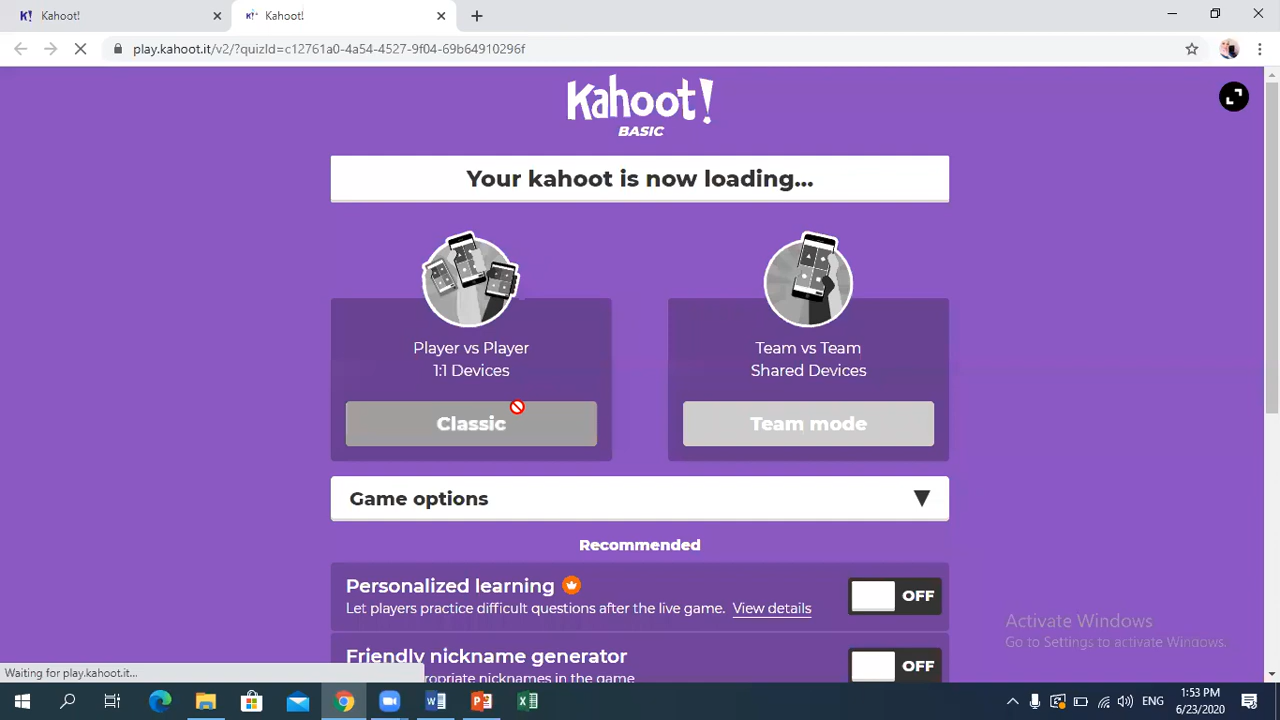 K! Kahoot!
K! Kahoot!
play.kahoot.it/v2/?quizId=c12761a0-4a54-4527-9f04-69b64910296f
Kahoot!
BASIC
Your kahoot is now loading...
Player vs Player
1:1 Devices
Classic
Team vs Team
Shared Devices
Team mode
Game options
Recommended
Personalized learning
Let players practice difficult questions after the live game. View details
OFF
Friendly nickname generator
OFF
Activate Windows
Go to Settings to activate Windows.
Waiting for play.kahoot.it...
ENG
1:53 PM
6/23/2020